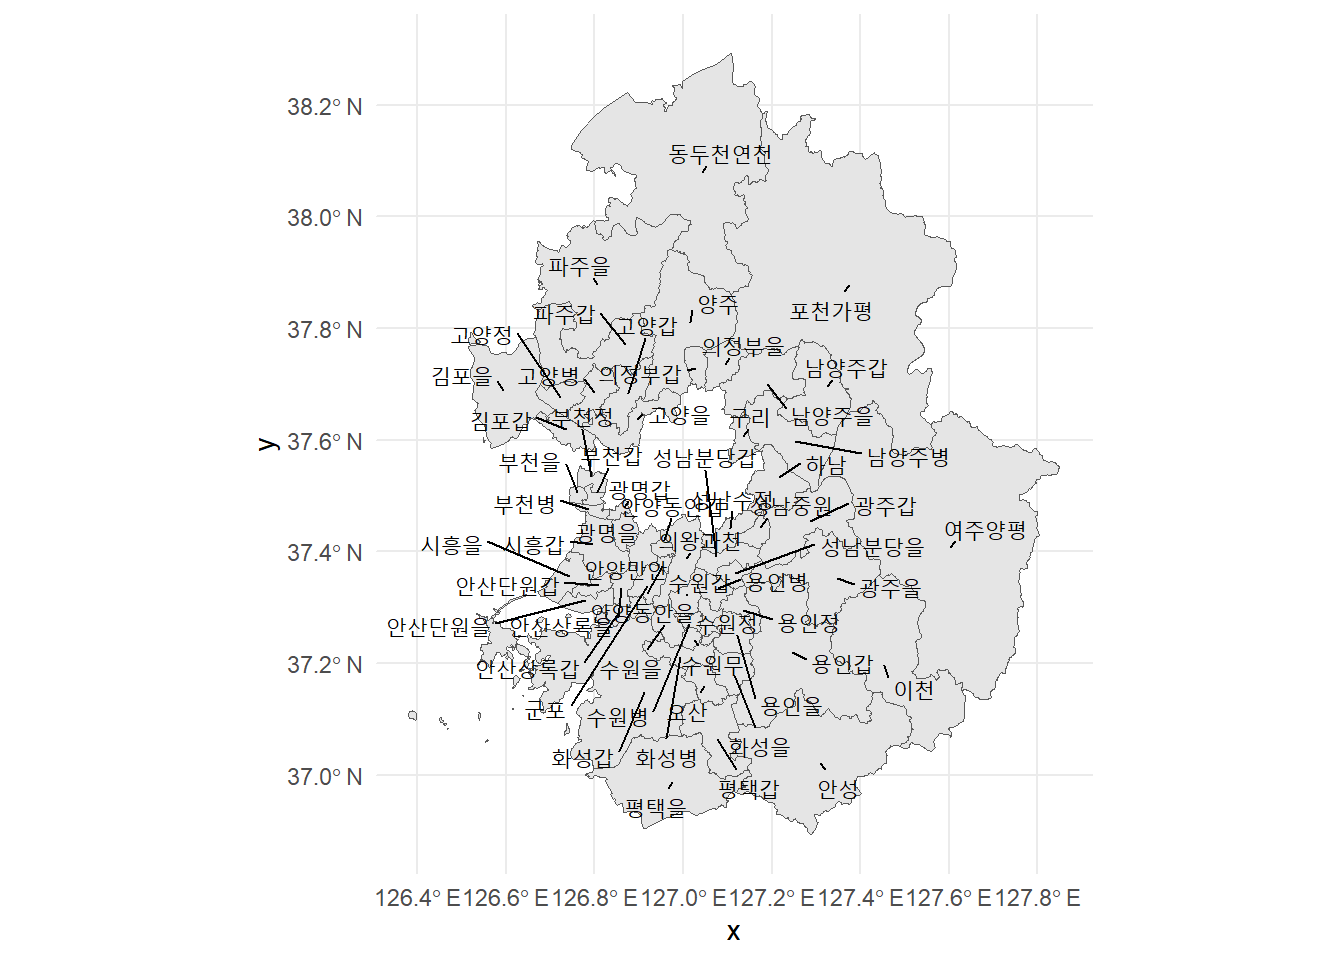 38.2° N
동두천연천
38.0° N
파주을
양주
포천가평
파주갑
고양갑
37.8° N
고양정
의정부을
남양주갑
김포을
고양병
의정부갑
김포갑
부천정
고양을
구리
남양주을
37.6° N
부천갑
부천을
성남분당갑
하남
남양주병
광명갑
부천병
안양동안갑
성남수정
성남중원
광주갑
여주양평
광명을
의왕과천
시흥을
시흥갑
성남분당을
37.4° N
안양만안
안산단원갑
수원갑
용인병
광주을
안양동안을
안산단원을
안산상록을
수원정
용인정
37.2° N
안산상록갑
수원을
수원무
용인갑
이천
군포
수원병
오산
용인을
화성을
화성갑
화성병
37.0° N
평택갑
안성
평택을
y
126.4° E
126.6° E
126.8° E
127.0° E
127.2° E
127.4° E
127.6° E
127.8° E
x